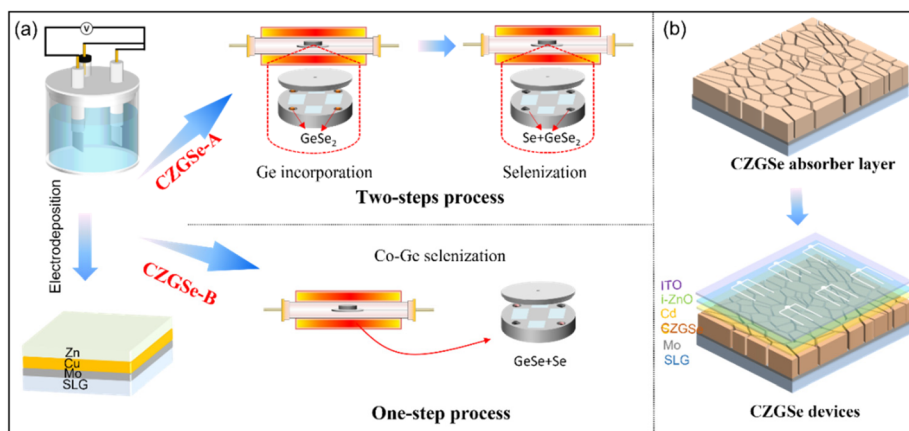 (a)
V
CZGSe-A
GeSe2
Ge incorporation
Se+GeSe2
Selenization
Two-steps process
Electrodeposition
CZGSe-B
Co-Ge selenization
GeSe+Se
One-step process
Zn
Cu
Mo
SLG
(b)
CZGSe absorber layer
ITO
i-ZnO
Cd
CZGS
Mo
SLG
CZGSe devices